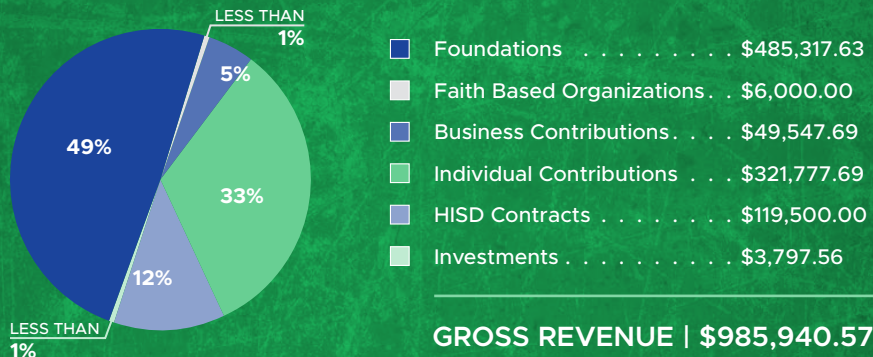 LESS THAN
1%
5%
49%
33%
12%
LESS THAN
1%
Foundations . . . . . . . . . $485,317.63
Faith Based Organizations . . $6,000.00
Business Contributions . . . . $49,547.69
Individual Contributions . . . $321,777.69
HISD Contracts . . . . . . . . $119,500.00
Investments . . . . . . . . . . $3,797.56
GROSS REVENUE | $985,940.57